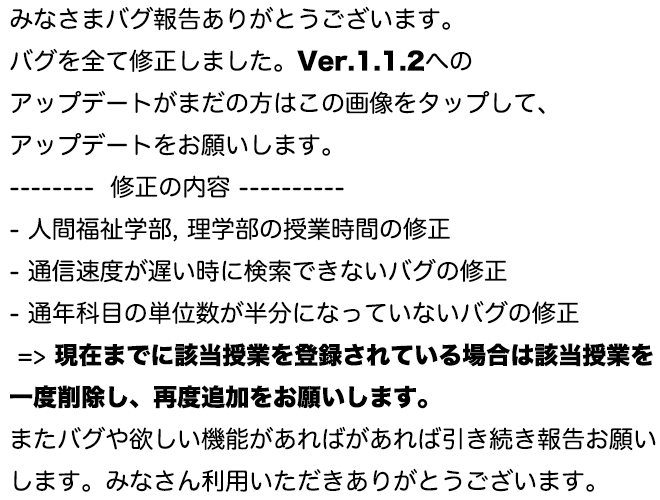 みなさまバグ報告ありがとうございます。
バグを全て修正しました。Ver.1.1.2への
アップデートがまだの方はこの画像をタップして、
アップデートをお願いします。
--------  修正の内容 ----------
- 人間福祉学部, 理学部の授業時間の修正
- 通信速度が遅い時に検索できないバグの修正
- 通年科目の単位数が半分になっていないバグの修正
=> 現在までに該当授業を登録されている場合は該当授業を
一度削除し、再度追加をお願いします。
またバグや欲しい機能があればがあれば引き続き報告お願い
します。みなさん利用いただきありがとうございます。